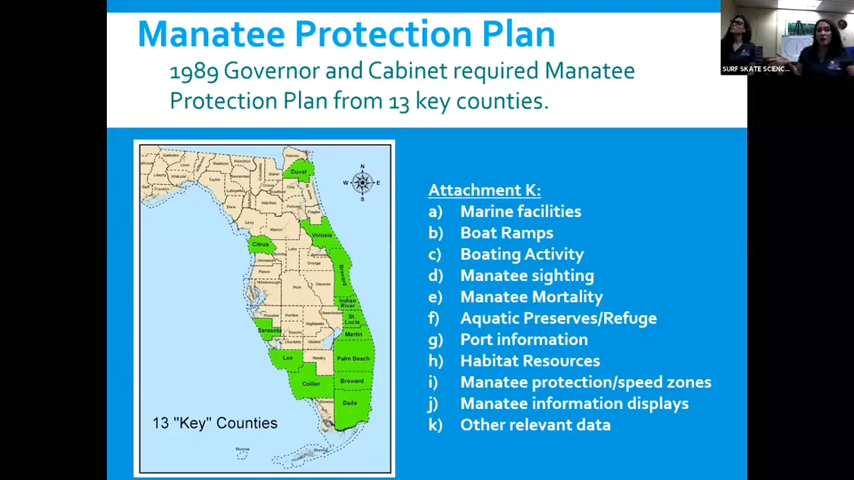 Manatee Protection Plan
1989 Governor and Cabinet required Manatee
Protection Plan from 13 key counties.
SURF SKATE SCIENC...
N
W E
S
Duval
Volusia
Citrus
Brevard
Indian
River
St.
Lucie
Sarasota
Martin
Lee
Palm Beach
Collier
Broward
Dade
13 "Key" Counties
Attachment K:
a) Marine facilities
b) Boat Ramps
c) Boating Activity
d) Manatee sighting
e) Manatee Mortality
f) Aquatic Preserves/Refuge
g) Port information
h) Habitat Resources
i) Manatee protection/speed zones
j) Manatee information displays
k) Other relevant data